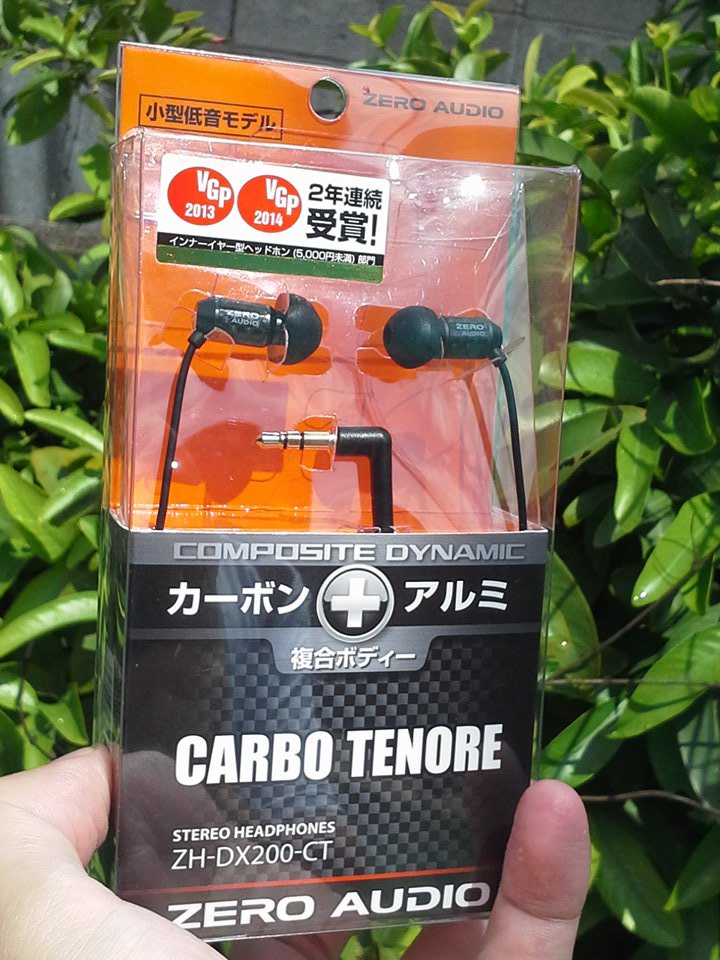 小型低音モデル
ZERO AUDIO
VGP 2013
VGP 2014
2年連続
受賞!
インナーイヤー型ヘッドホン (5,000円未満) 部門
ZERO AUDIO
ZERO AUDIO
COMPOSITE DYNAMIC
カーボン + アルミ
複合ボディー
CARBO TENORE
STEREO HEADPHONES
ZH-DX200-CT
ZERO AUDIO